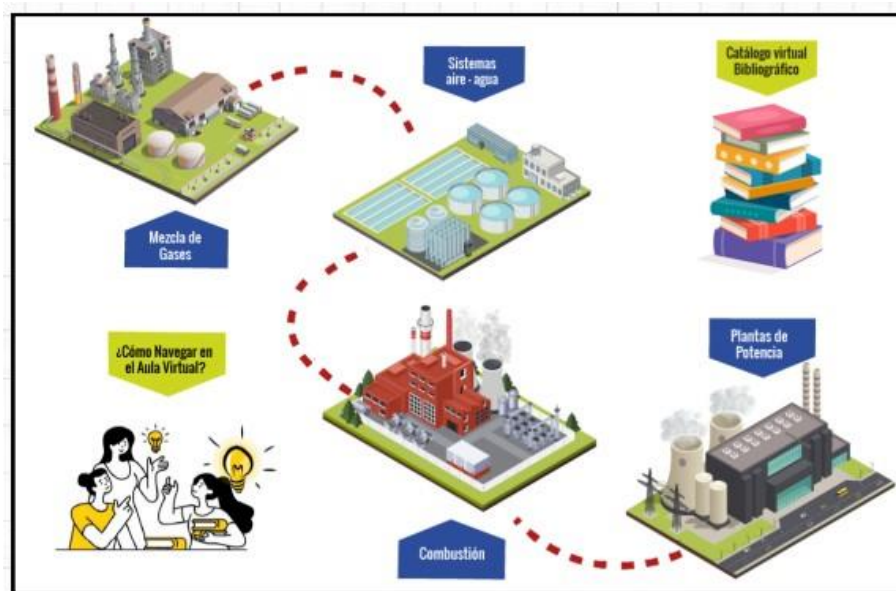 Sistemas
aire - agua
Catálogo virtual
Bibliográfico
Mezcla de
Gases
¿Cómo Navegar en
el Aula Virtual?
Plantas de
Potencia
Combustión